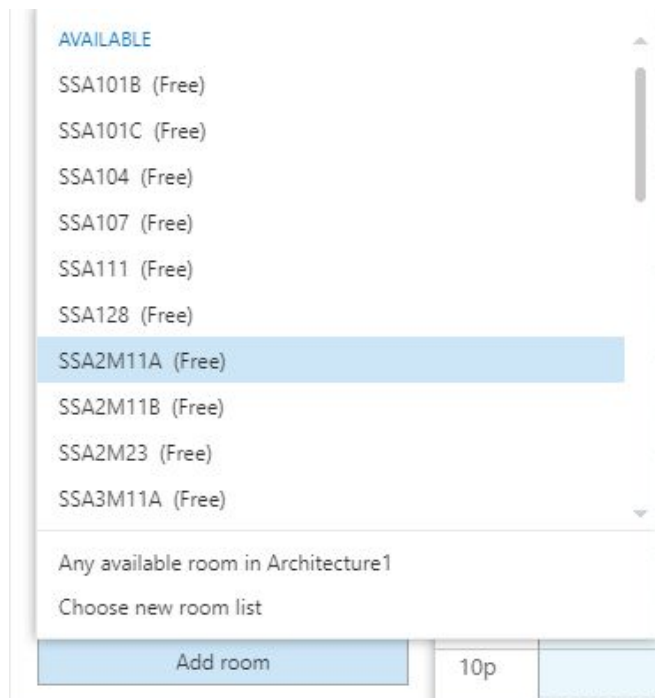 AVAILABLE
SSA101B (Free)
SSA101C (Free)
SSA104 (Free)
SSA107 (Free)
SSA111 (Free)
SSA128 (Free)
SSA2M11A (Free)
SSA2M11B (Free)
SSA2M23 (Free)
SSA3M11A (Free)
Any available room in Architecture1
Choose new room list
Add room
10p